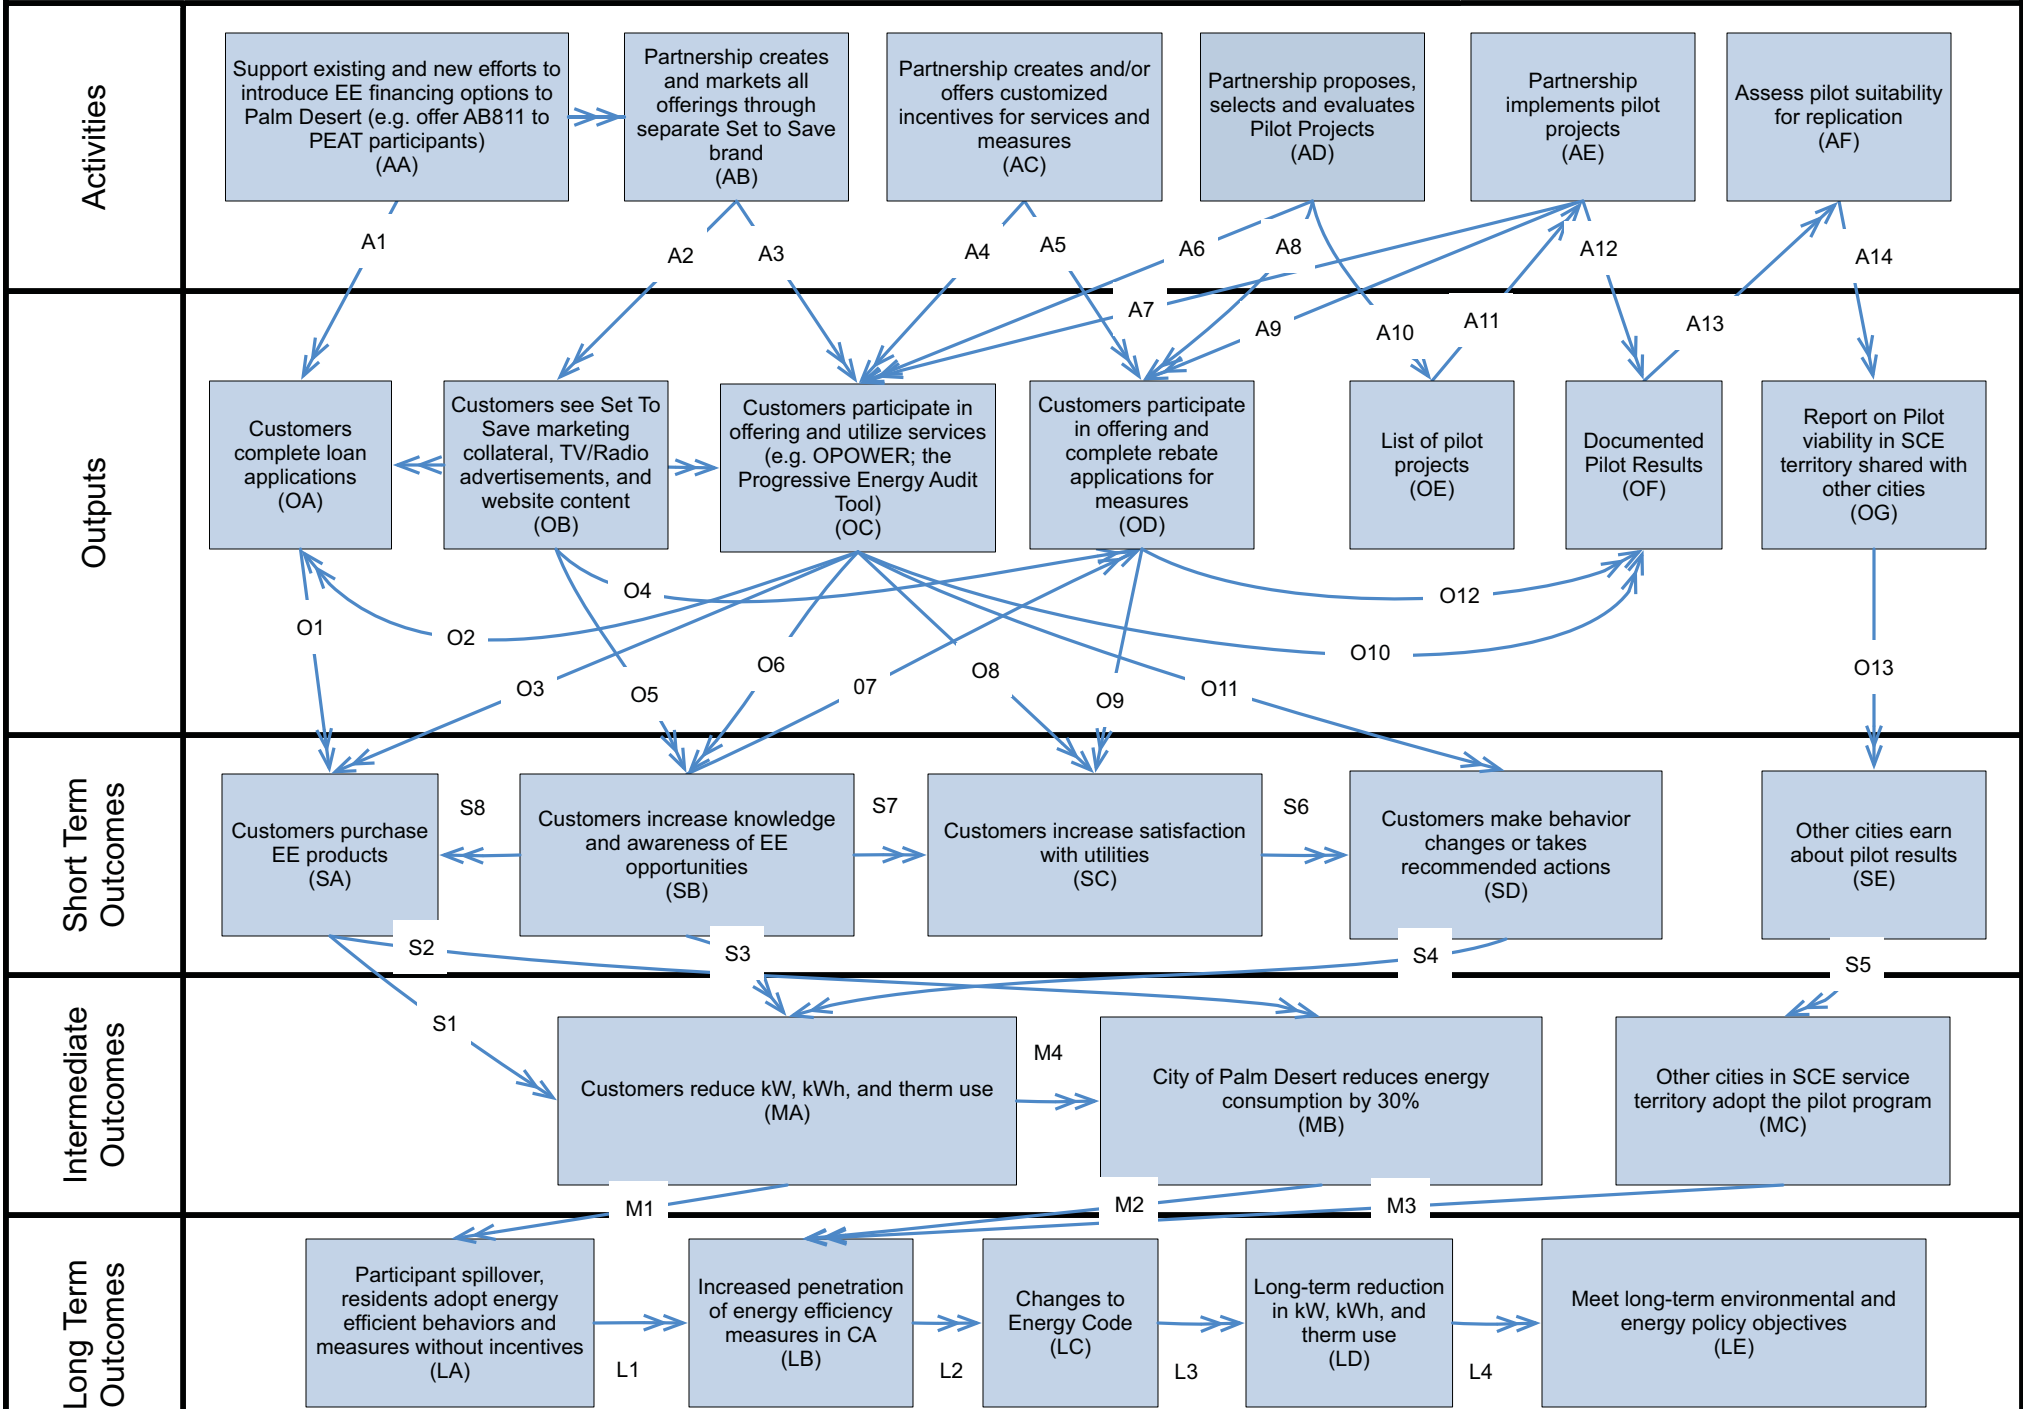 Activities
Support existing and new efforts to
introduce EE financing options to
Palm Desert (e.g. offer AB811 to
PEAT participants)
(AA)
Partnership creates
and markets all
offerings through
separate Set to Save
brand
(AB)
Partnership creates and/or
offers customized
incentives for services and
measures
(AC)
Partnership proposes,
selects and evaluates
Pilot Projects
(AD)
Partnership
implements pilot
projects
(AE)
Assess pilot suitability
for replication
(AF)
A1
A2
A3
A4
A5
A6
A8
A12
A14
A7
A9
A10
A11
A13
Outputs
Customers
complete loan
applications
(OA)
Customers see Set To
Save marketing
collateral, TV/Radio
advertisements, and
website content
(OB)
Customers participate in
offering and utilize services
(e.g. OPOWER; the
Progressive Energy Audit
Tool)
(OC)
Customers participate
in offering and
complete rebate
applications for
measures
(OD)
List of pilot
projects
(OE)
Documented
Pilot Results
(OF)
Report on Pilot
viability in SCE
territory shared with
other cities
(OG)
O1
O2
O3
O4
O5
O6
07
O8
O9
O11
O10
O12
O13
Short Term
Outcomes
Customers purchase
EE products
(SA)
S8
Customers increase knowledge
and awareness of EE
opportunities
(SB)
S7
Customers increase satisfaction
with utilities
(SC)
S6
Customers make behavior
changes or takes
recommended actions
(SD)
Other cities earn
about pilot results
(SE)
S2
S3
S4
S5
S1
Intermediate
Outcomes
Customers reduce kW, kWh, and therm use
(MA)
M4
City of Palm Desert reduces energy
consumption by 30%
(MB)
Other cities in SCE service
territory adopt the pilot program
(MC)
M1
M2
M3
Long Term
Outcomes
Participant spillover,
residents adopt energy
efficient behaviors and
measures without incentives
(LA)
L1
Increased penetration
of energy efficiency
measures in CA
(LB)
L2
Changes to
Energy Code
(LC)
L3
Long-term reduction
in kW, kWh, and
therm use
(LD)
L4
Meet long-term environmental and
energy policy objectives
(LE)